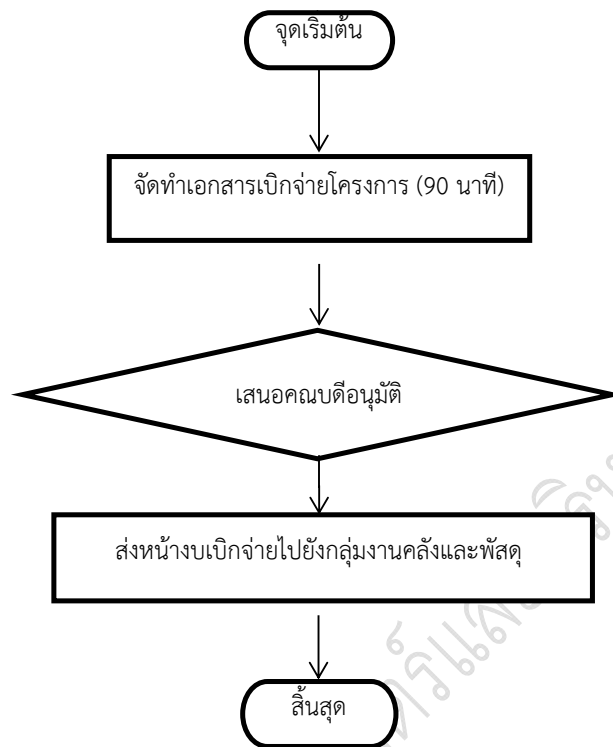 จุดเริ่มต้น
จัดทำเอกสารเบิกจ่ายโครงการ (90 นาที)
เสนอคณบดีอนุมัติ
ส่งหน้างบเบิกจ่ายไปยังกลุ่มงานคลังและพัสดุ
สิ้นสุด